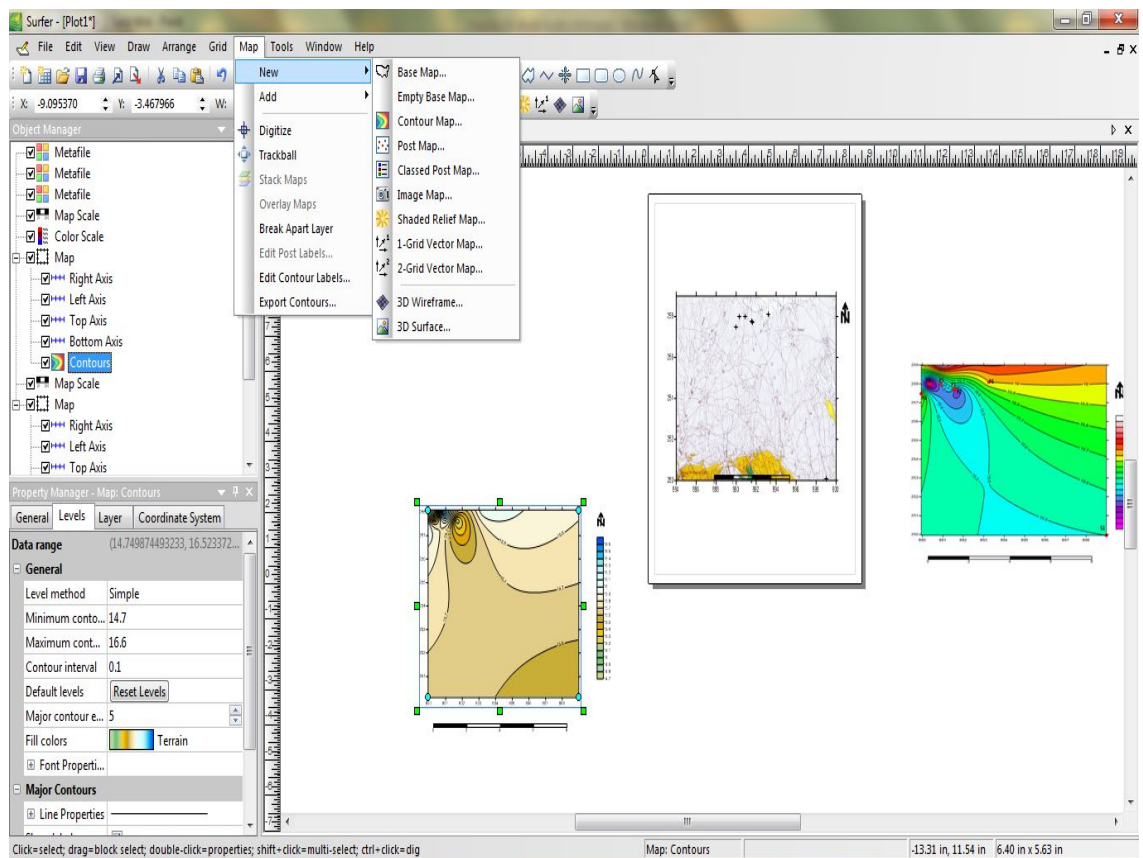 Surfer - [Plot1*]
File Edit View Draw Arrange Grid Map Tools Window Help
X: -9.095370 Y: -3.467966 W:
Object Manager
Metafile
Metafile
Metafile
Map Scale
Color Scale
Map
Right Axis
Left Axis
Top Axis
Bottom Axis
Contours
Map Scale
Map
Right Axis
Left Axis
Top Axis
New
Add
Digitize
Trackball
Stack Maps
Overlay Maps
Break Apart Layer
Edit Post Labels...
Edit Contour Labels...
Export Contours...
Base Map...
Empty Base Map...
Contour Map...
Post Map...
Classed Post Map...
Image Map...
Shaded Relief Map...
1-Grid Vector Map...
2-Grid Vector Map...
3D Wireframe...
3D Surface...
Property Manager - Map: Contours
General Levels Layer Coordinate System
Data range (14.749874493233, 16.523372...
General
Level method Simple
Minimum conto... 14.7
Maximum cont... 16.6
Contour interval 0.1
Default levels Reset Levels
Major contour e... 5
Fill colors Terrain
Font Properti...
Major Contours
Line Properties
N
N
N
Click=select; drag=block select; double-click=properties; shift+click=multi-select; ctrl+click=dig
Map: Contours
-13.31 in, 11.54 in
6.40 in x 5.63 in